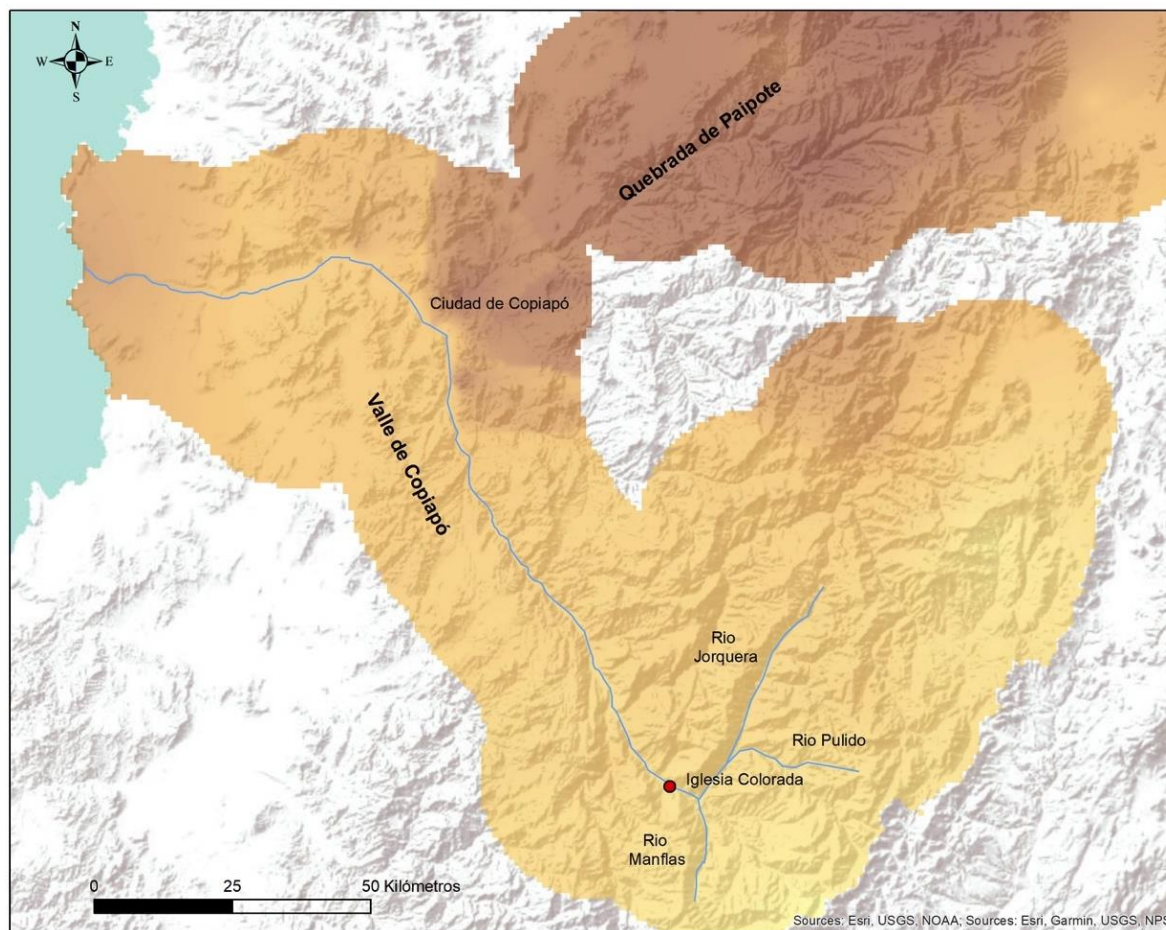 N
W E
S
Quebrada de Paipote
Ciudad de Copiapó
Valle de Copiapó
Rio
Jorquera
Rio Pulido
Iglesia Colorada
Rio
Manflas
0 25 50 Kilómetros
Sources: Esri, USGS, NOAA; Sources: Esri, Garmin, USGS, NPS